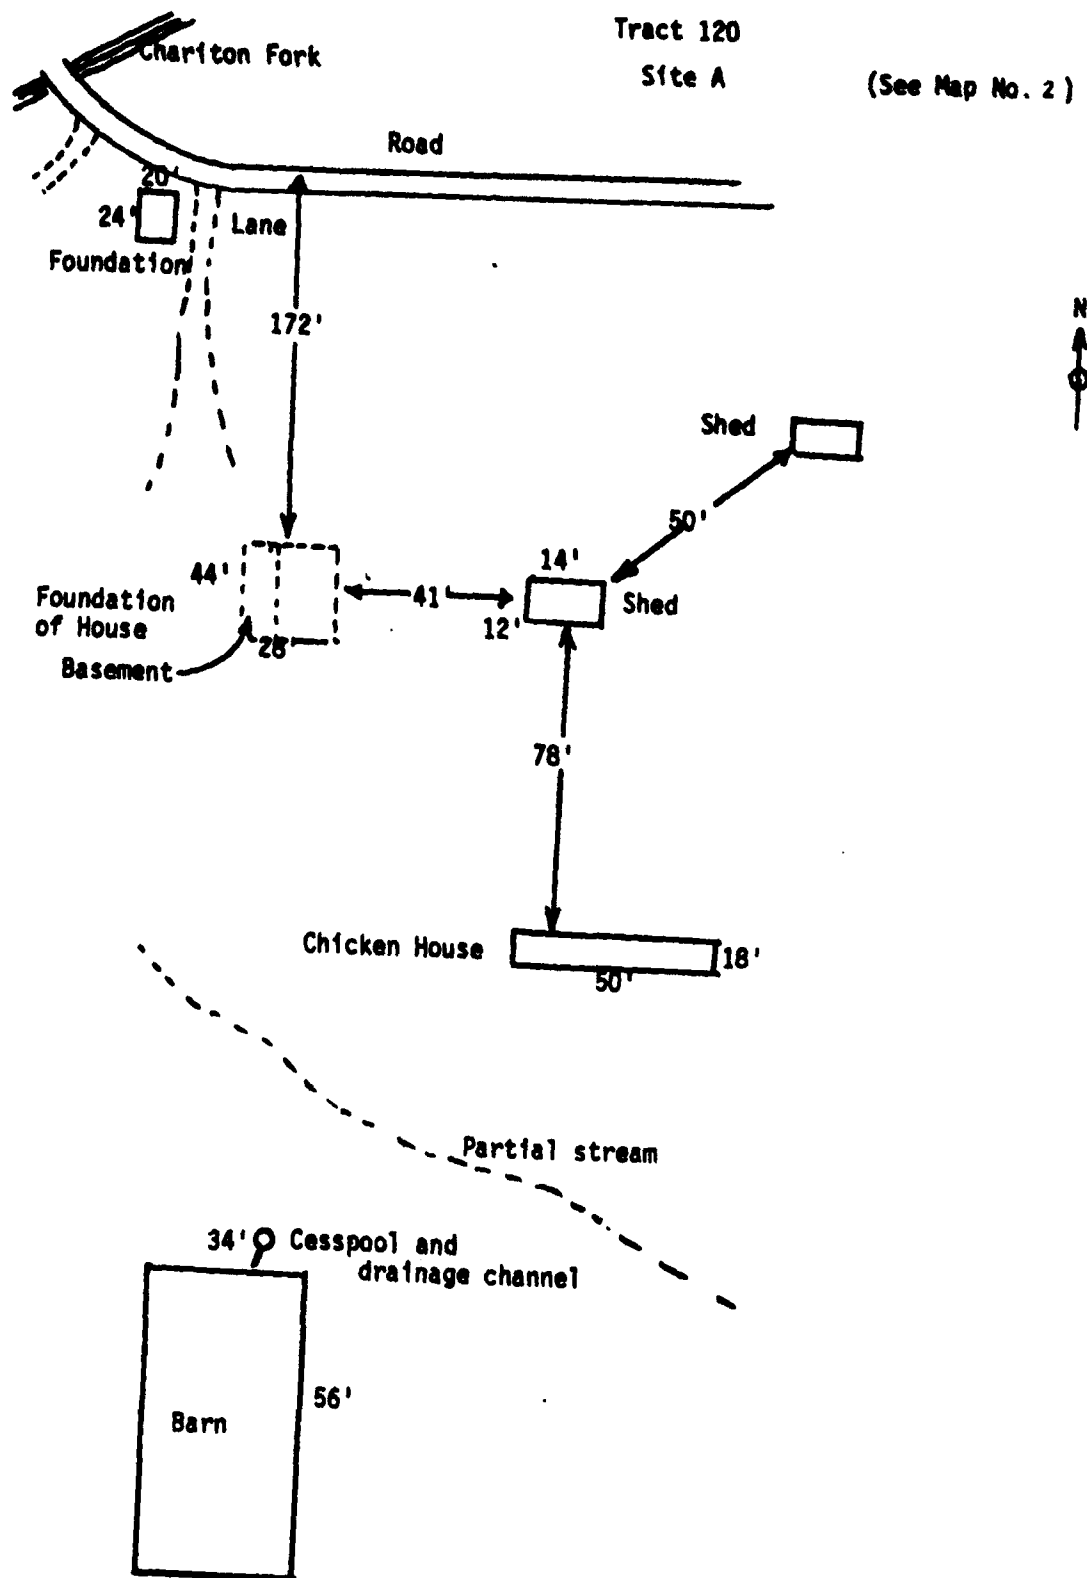 Tract 120
Site A
(See Map No. 2)
Chariton Fork
Road
20'
24'
Lane
Foundation
172'
N
Shed
50'
14'
44'
41'
Shed
12'
Foundation
of House
28'
Basement
78'
Chicken House
18'
50'
Partial stream
34'
Cesspool and
drainage channel
56'
Barn